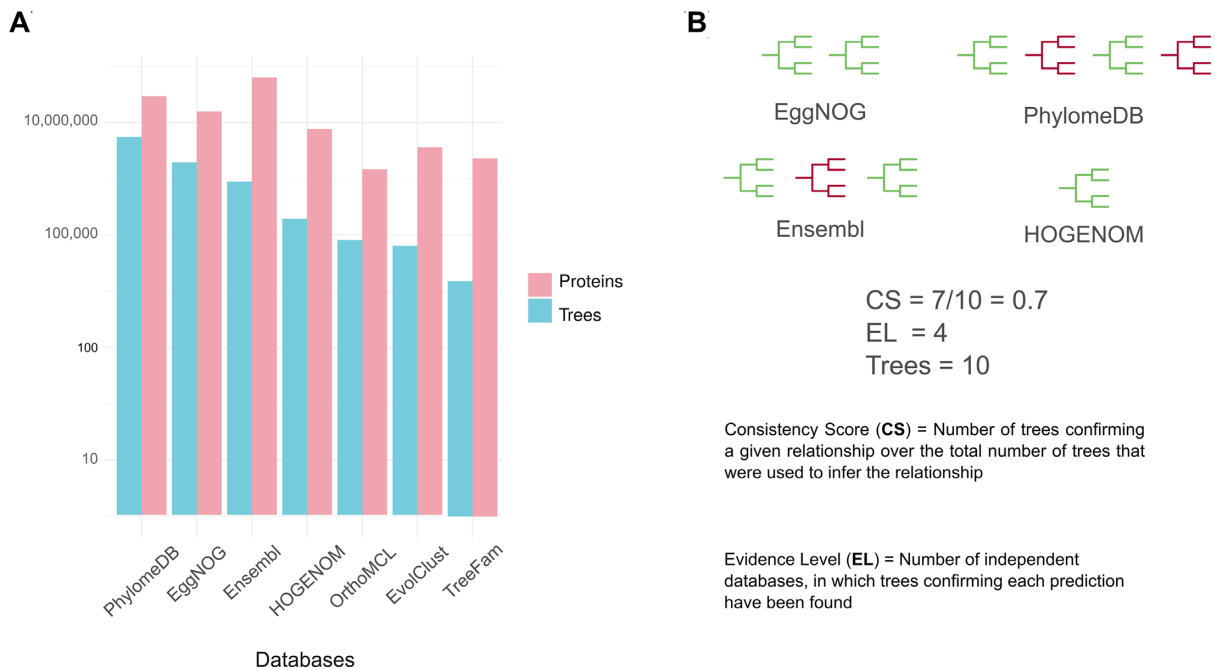 A
10,000,000
100,000
100
10
Proteins
Trees
PhylomeDB
EggNOG
Ensembl
HOGENOM
OrthoMCL
EvolClust
TreeFam
Databases
B
EggNOG
PhylomeDB
Ensembl
HOGENOM
CS = 7/10 = 0.7
EL = 4
Trees = 10
Consistency Score (CS) = Number of trees confirming
a given relationship over the total number of trees that
were used to infer the relationship
Evidence Level (EL) = Number of independent
databases, in which trees confirming each prediction
have been found